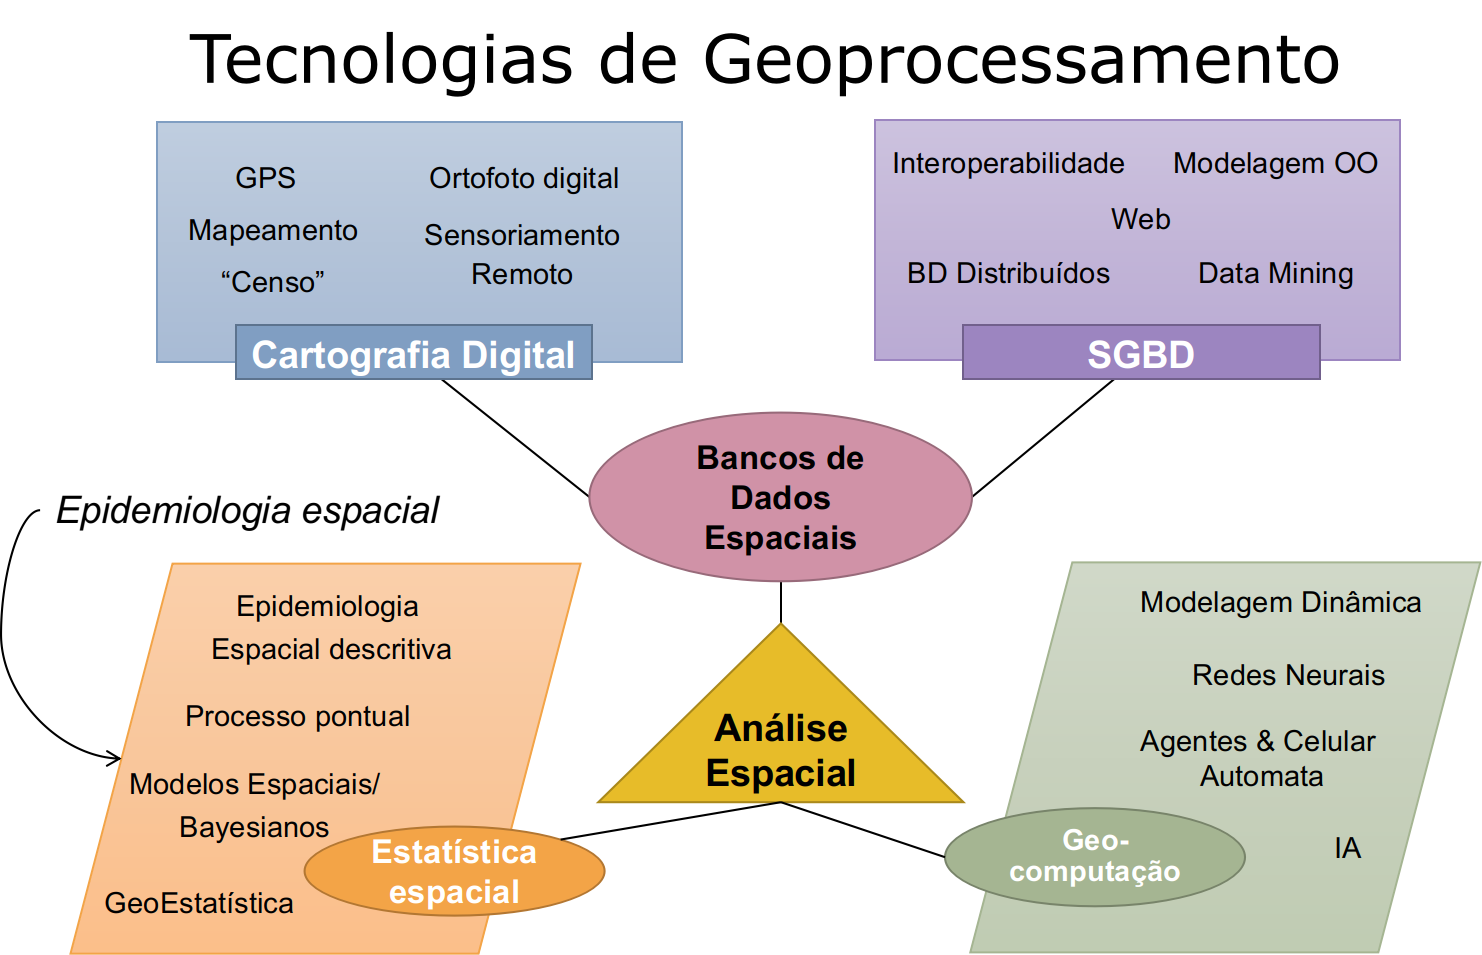 Tecnologias de Geoprocessamento
GPS
Ortofoto digital
Mapeamento
Sensoriamento
Remoto
“Censo”
Cartografia Digital
Interoperabilidade
Modelagem OO
Web
BD Distribuídos
Data Mining
SGBD
Bancos de
Dados
Espaciais
Epidemiologia espacial
Epidemiologia
Espacial descritiva
Processo pontual
Modelos Espaciais/
Bayesianos
GeoEstatística
Estatística
espacial
Análise
Espacial
Modelagem Dinâmica
Redes Neurais
Agentes & Celular
Automata
IA
Geo-
computação